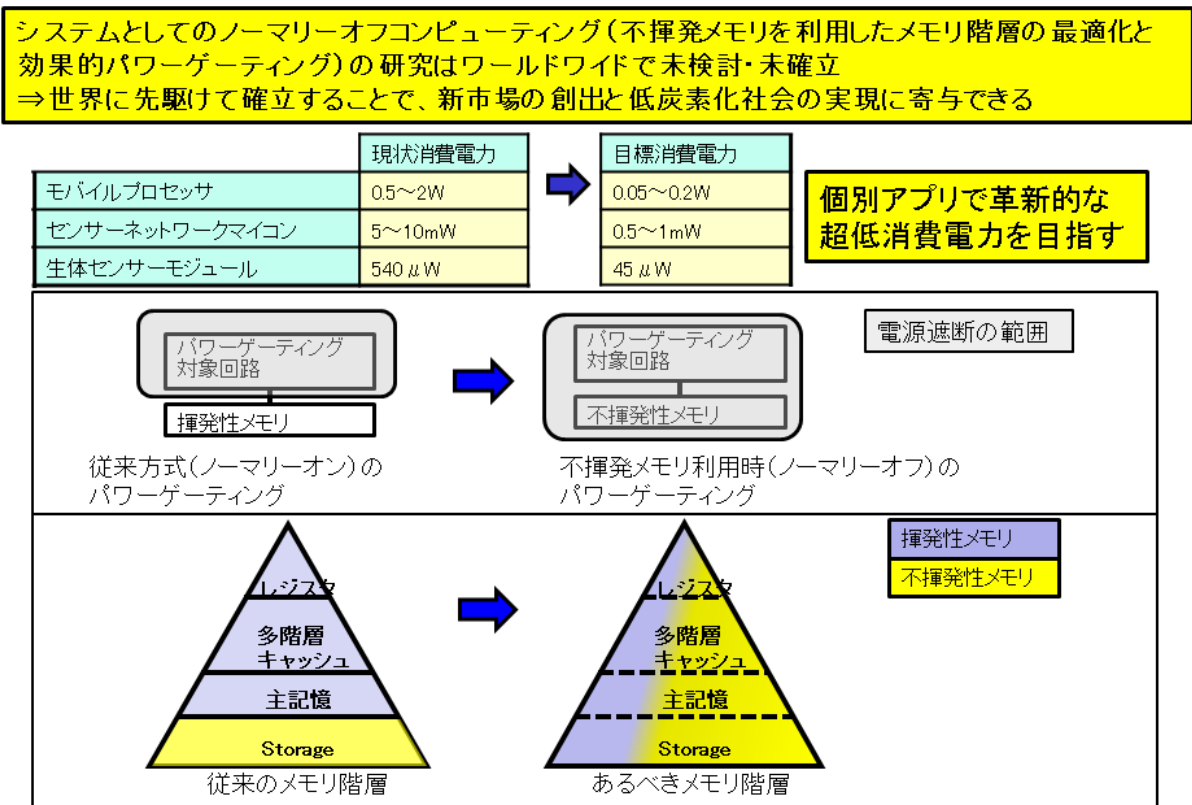 システムとしてのノーマリーオフコンピューティング(不揮発メモリを利用したメモリ階層の最適化と
効果的パワーゲーティング)の研究はワールドワイドで未検討・未確立
⇒世界に先駆けて確立することで、新市場の創出と低炭素化社会の実現に寄与できる
現状消費電力
目標消費電力
モバイルプロセッサ
0.5~2W
0.05~0.2W
センサーネットワークマイコン
5~10mW
0.5~1mW
生体センサーモジュール
540μW
45μW
個別アプリで革新的な
超低消費電力を目指す
パワーゲーティング
対象回路
揮発性メモリ
パワーゲーティング
対象回路
不揮発性メモリ
電源遮断の範囲
従来方式(ノーマリーオン)の
パワーゲーティング
不揮発メモリ利用時(ノーマリーオフ)の
パワーゲーティング
レジスタ
多階層
キャッシュ
主記憶
Storage
従来のメモリ階層
レジスタ
多階層
キャッシュ
主記憶
Storage
あるべきメモリ階層
揮発性メモリ
不揮発性メモリ